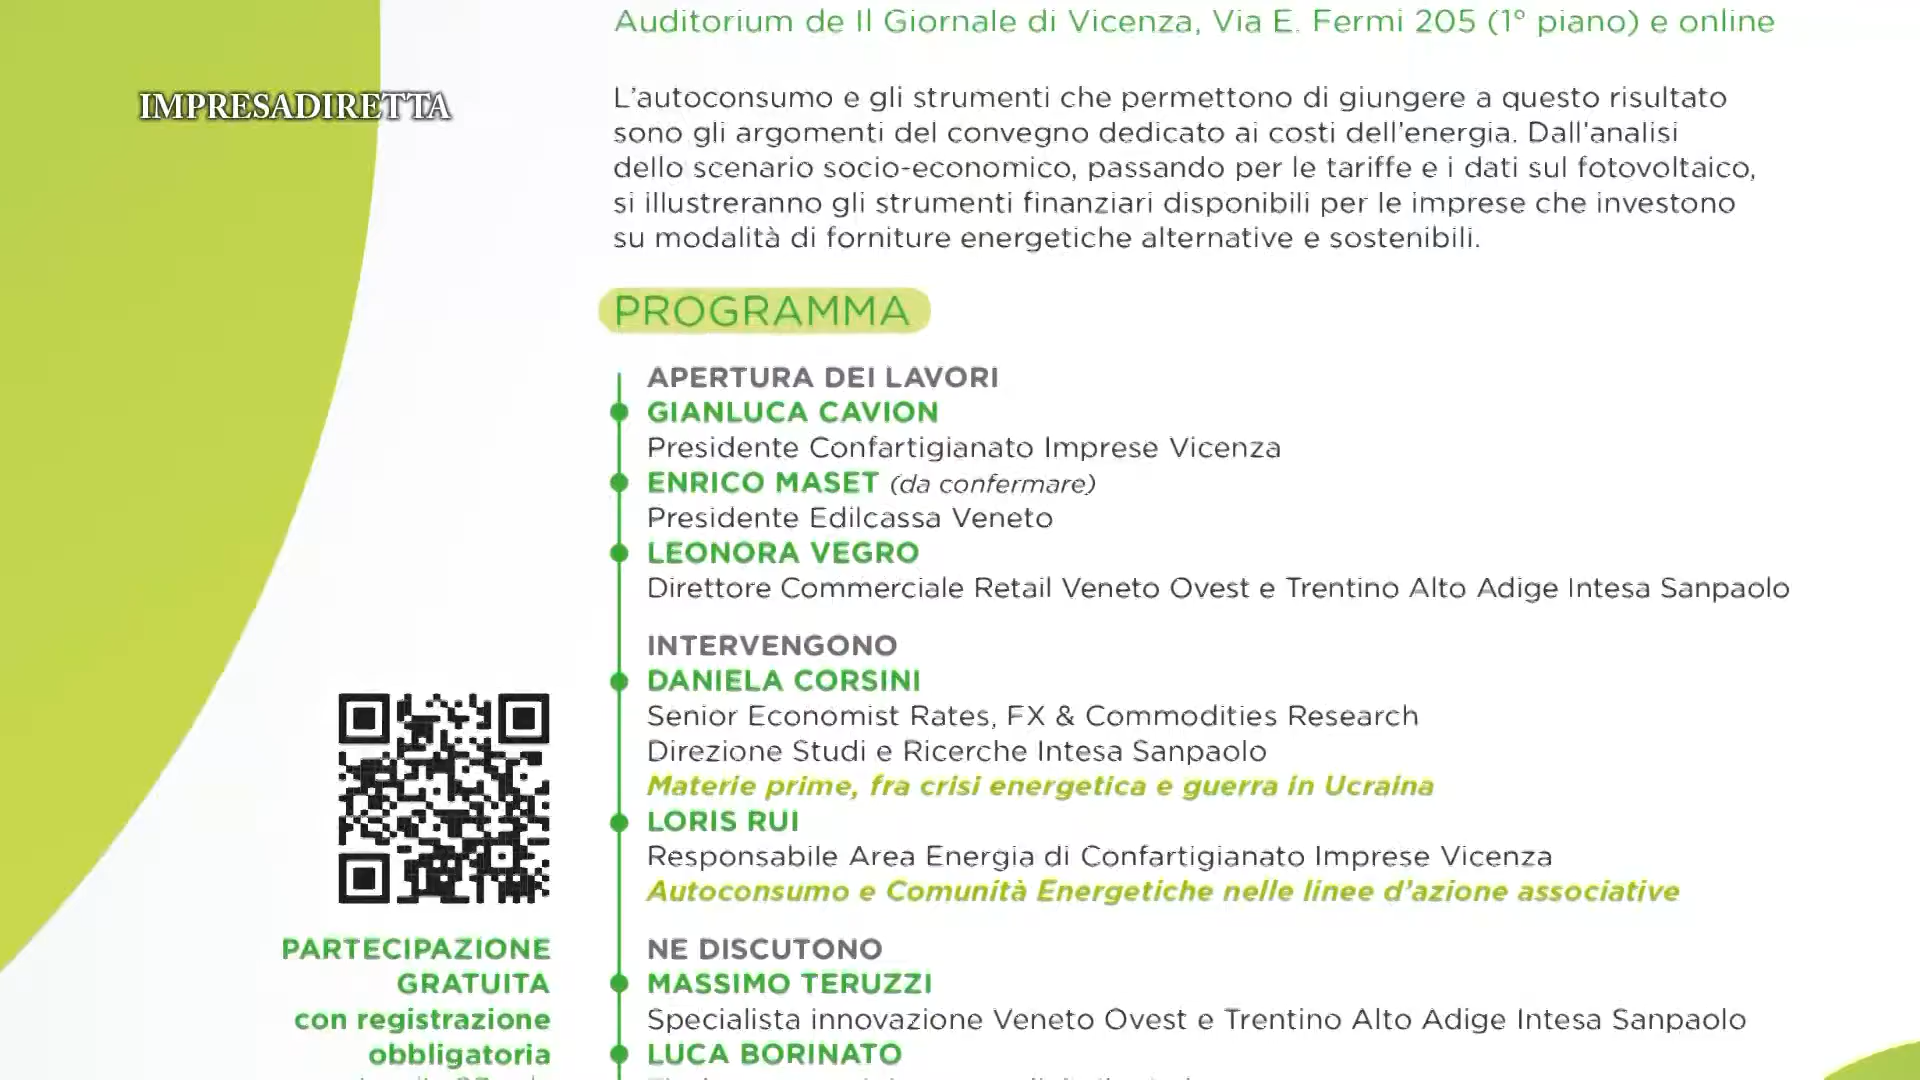 Auditorium de Il Giornale di Vicenza, Via E. Fermi 205 (1° piano) e online
IMPRESADIRETTA
L'autoconsumo e gli strumenti che permettono di giungere a questo risultato
sono gli argomenti del convegno dedicato ai costi dell'energia. Dall'analisi
dello scenario socio-economico, passando per le tariffe e i dati sul fotovoltaico,
si illustreranno gli strumenti finanziari disponibili per le imprese che investono
su modalità di forniture energetiche alternative e sostenibili.
PROGRAMMA
APERTURA DEI LAVORI
GIANLUCA CAVION
Presidente Confartigianato Imprese Vicenza
ENRICO MASET (da confermare)
Presidente Edilcassa Veneto
LEONORA VEGRO
Direttore Commerciale Retail Veneto Ovest e Trentino Alto Adige Intesa Sanpaolo
INTERVENGONO
DANIELA CORSINI
Senior Economist Rates, FX & Commodities Research
Direzione Studi e Ricerche Intesa Sanpaolo
Materie prime, fra crisi energetica e guerra in Ucraina
LORIS RUI
Responsabile Area Energia di Confartigianato Imprese Vicenza
Autoconsumo e Comunità Energetiche nelle linee d'azione associative
NE DISCUTONO
MASSIMO TERUZZI
Specialista innovazione Veneto Ovest e Trentino Alto Adige Intesa Sanpaolo
LUCA BORINATO
PARTECIPAZIONE
GRATUITA
con registrazione
obbligatoria